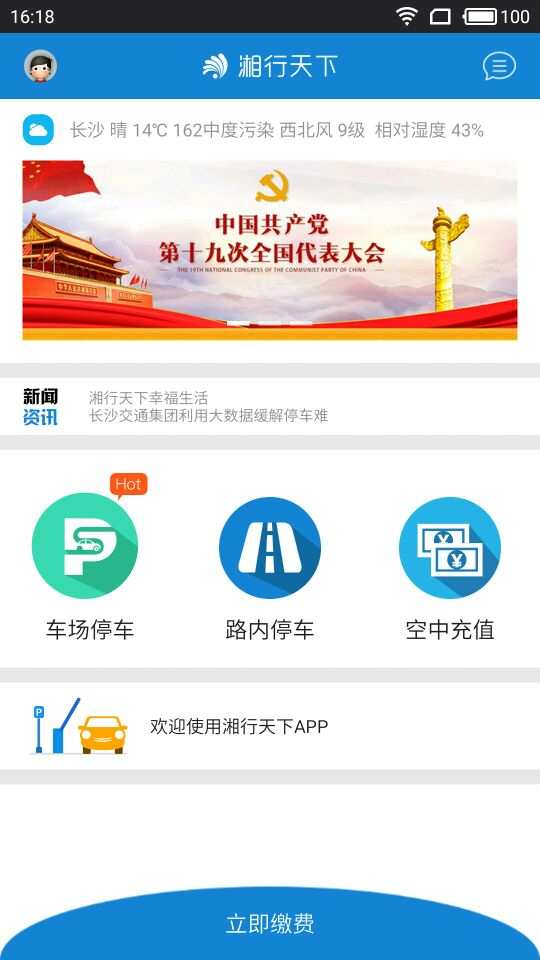 16:18
100
湘行天下
长沙 晴 14℃ 162中度污染 西北风 9级 相对湿度 43%
中国共产党
第十九次全国代表大会
THE 19TH NATIONAL CONGRESS OF THE COMMUNIST PARTY OF CHINA
新闻
资讯
湘行天下幸福生活
长沙交通集团利用大数据缓解停车难
Hot
P
¥
车场停车
路内停车
空中充值
P
欢迎使用湘行天下APP
立即缴费